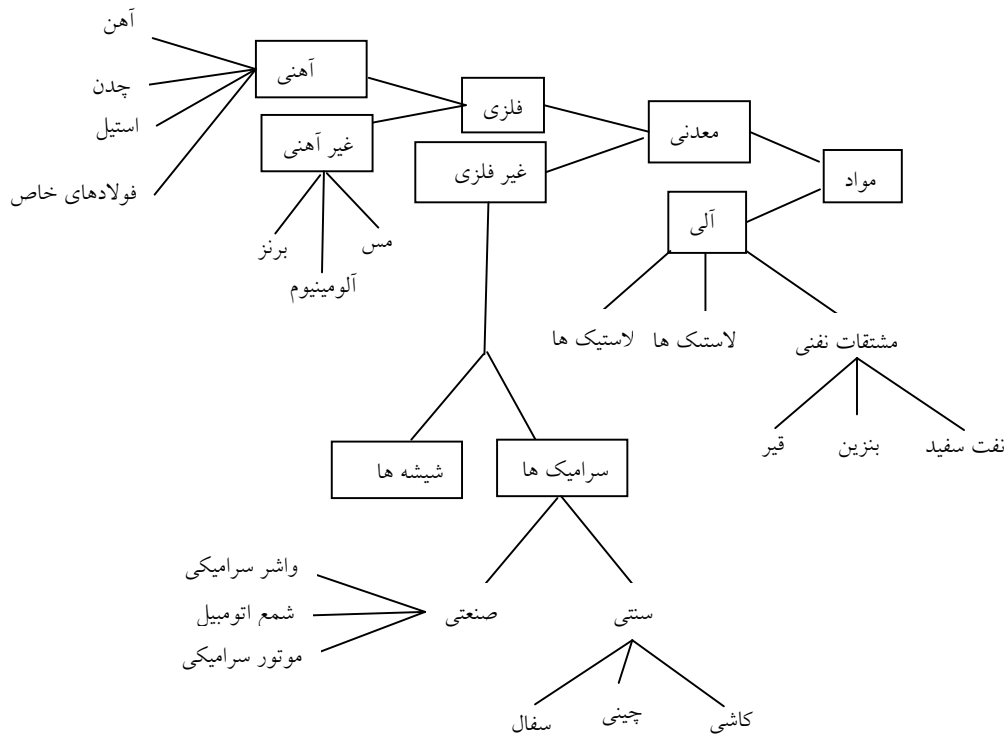 آهن
آهنی
چدن
فلزی
استیل
معدنی
غیر آهنی
غیر فلزی
مواد
فولادهای خاص
آلی
برنز
مس
آلومینیوم
لاستیک ها
لاستک ها
مشتقات نفنی
قیر
بنزین
نفت سفید
شیشه ها
سرامیک ها
واشر سرامیکی
شمع اتومبیل
صنعتی
سنتی
موتور سرامیکی
سفال
چینی
کاشی